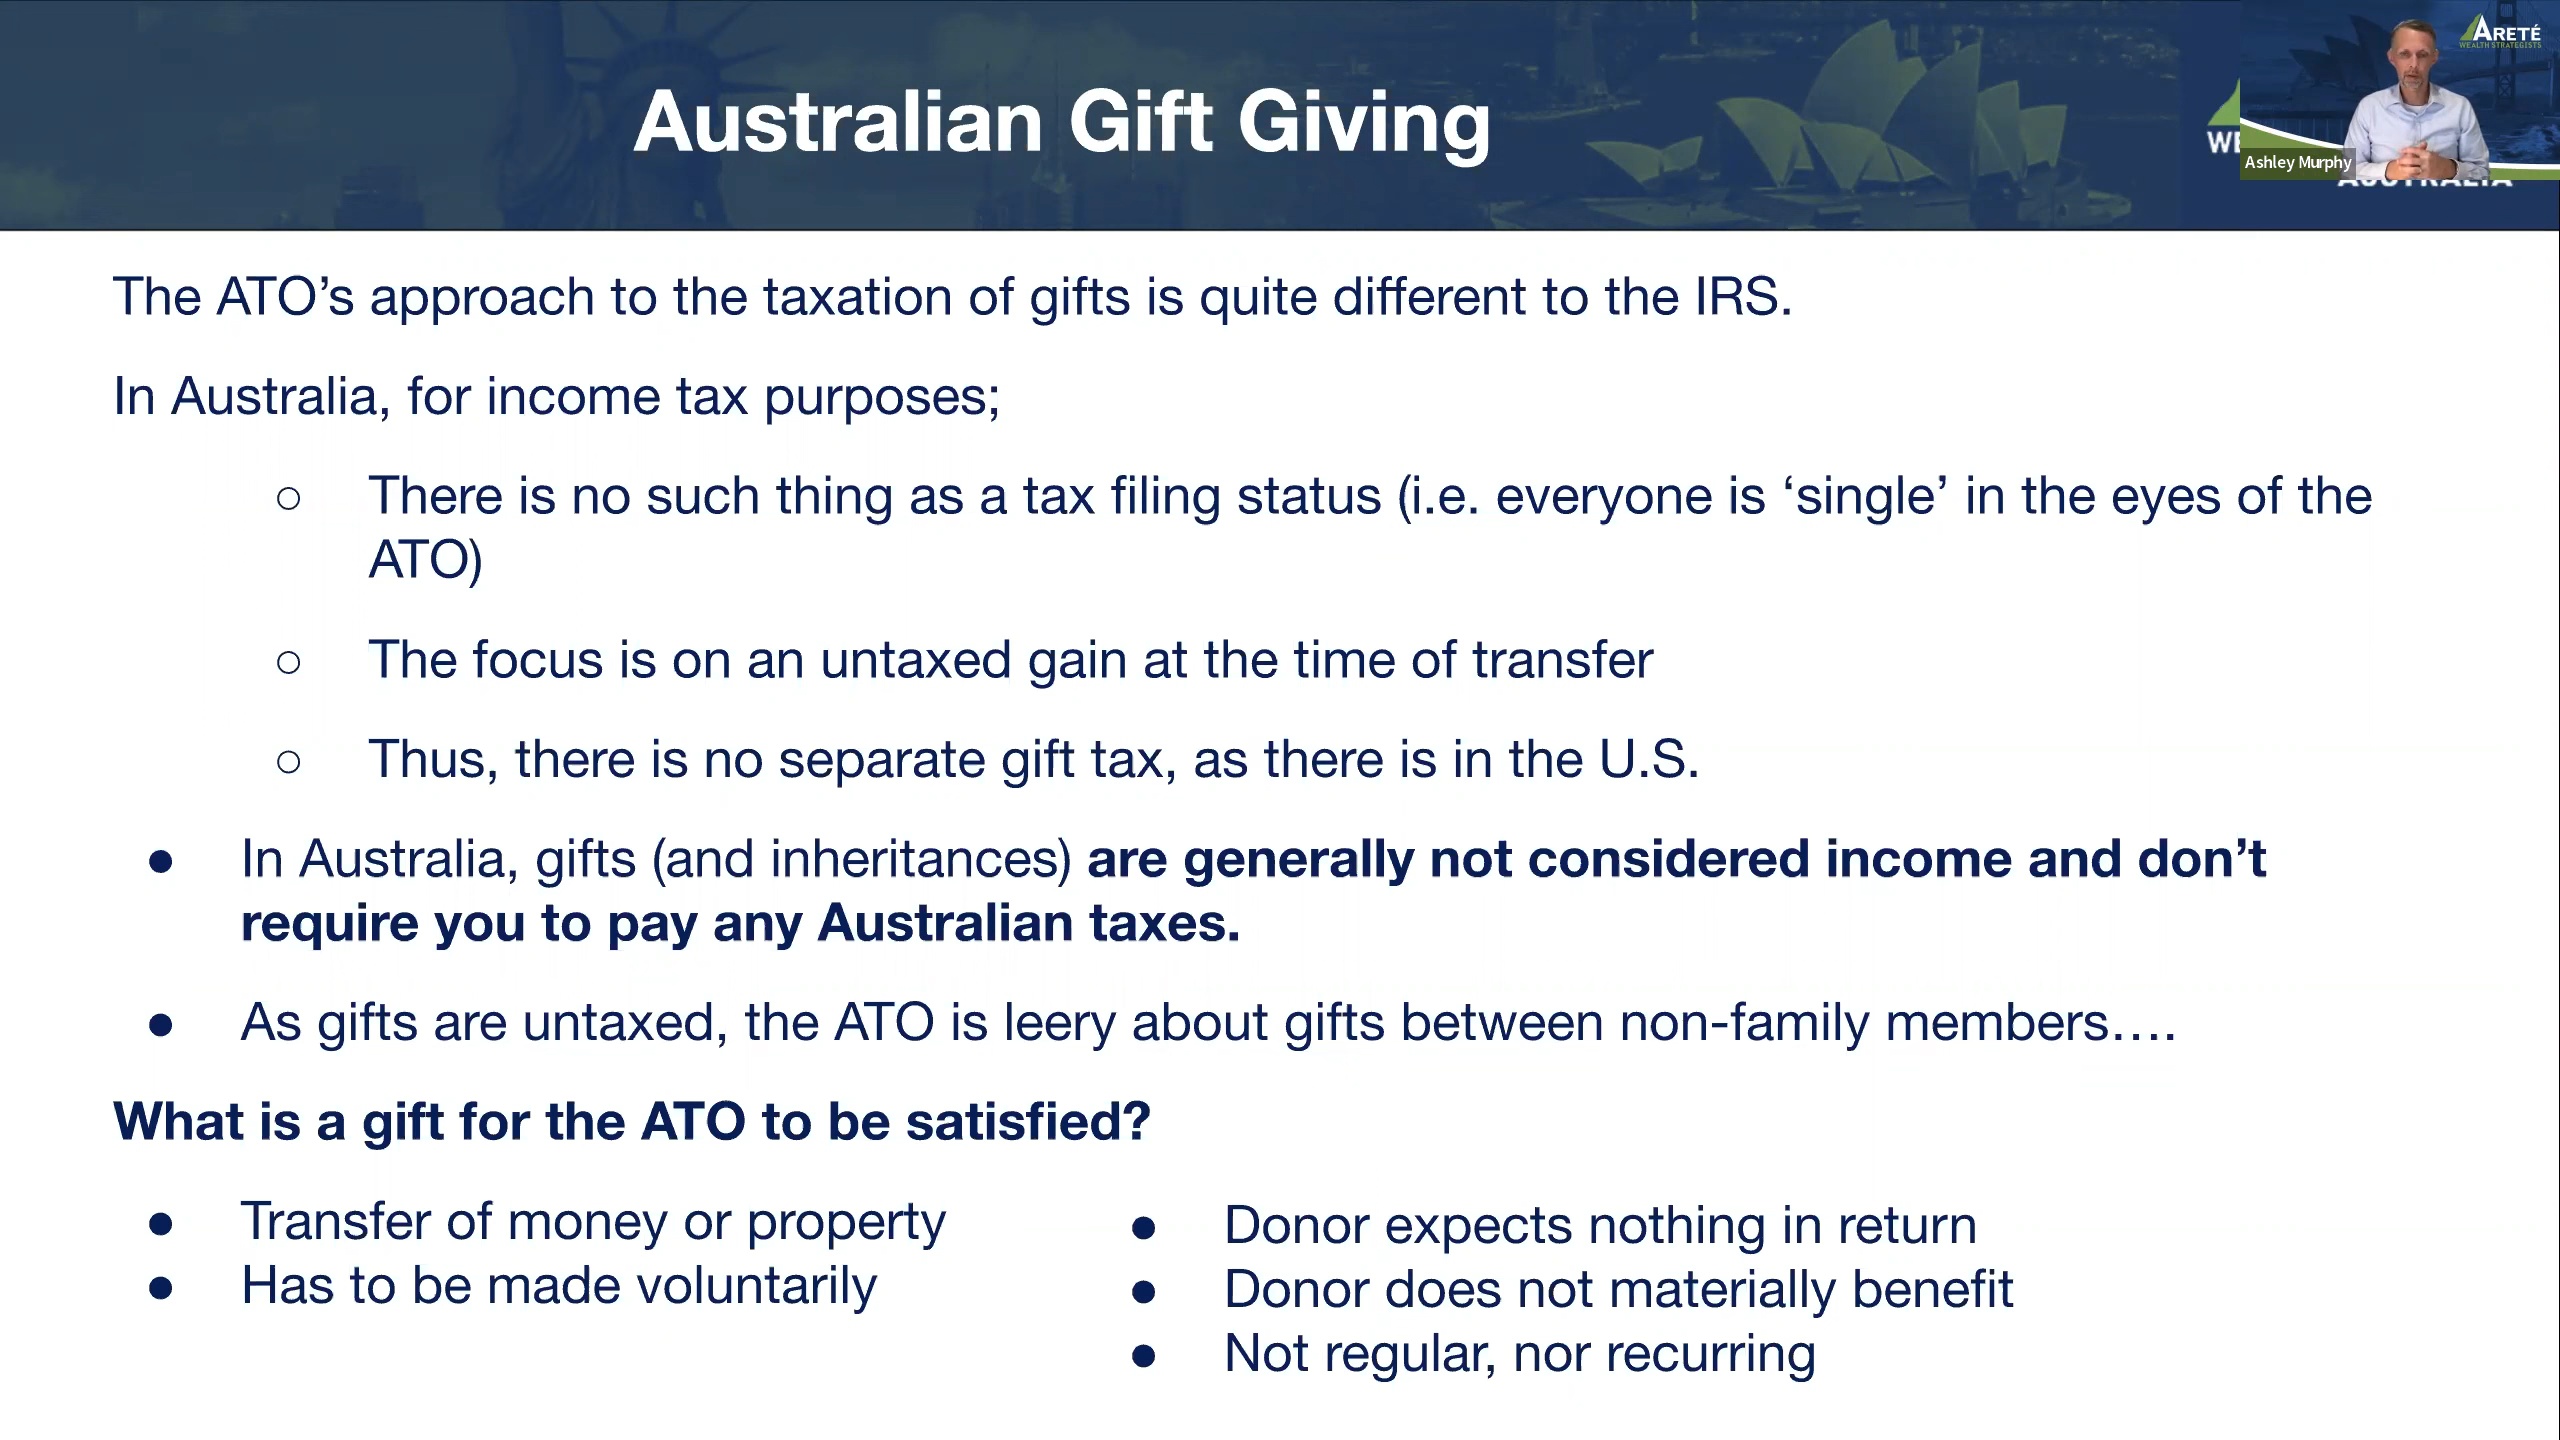 Australian Gift Giving
ARETÉ
WEALTH STRATEGISTS
WE
Ashley Murphy
AUSTRALIA
The ATO’s approach to the taxation of gifts is quite different to the IRS.
In Australia, for income tax purposes;
○ There is no such thing as a tax filing status (i.e. everyone is ‘single’ in the eyes of the
ATO)
○ The focus is on an untaxed gain at the time of transfer
○ Thus, there is no separate gift tax, as there is in the U.S.
● In Australia, gifts (and inheritances) are generally not considered income and don’t
require you to pay any Australian taxes.
● As gifts are untaxed, the ATO is leery about gifts between non-family members….
What is a gift for the ATO to be satisfied?
● Transfer of money or property
● Has to be made voluntarily
● Donor expects nothing in return
● Donor does not materially benefit
● Not regular, nor recurring